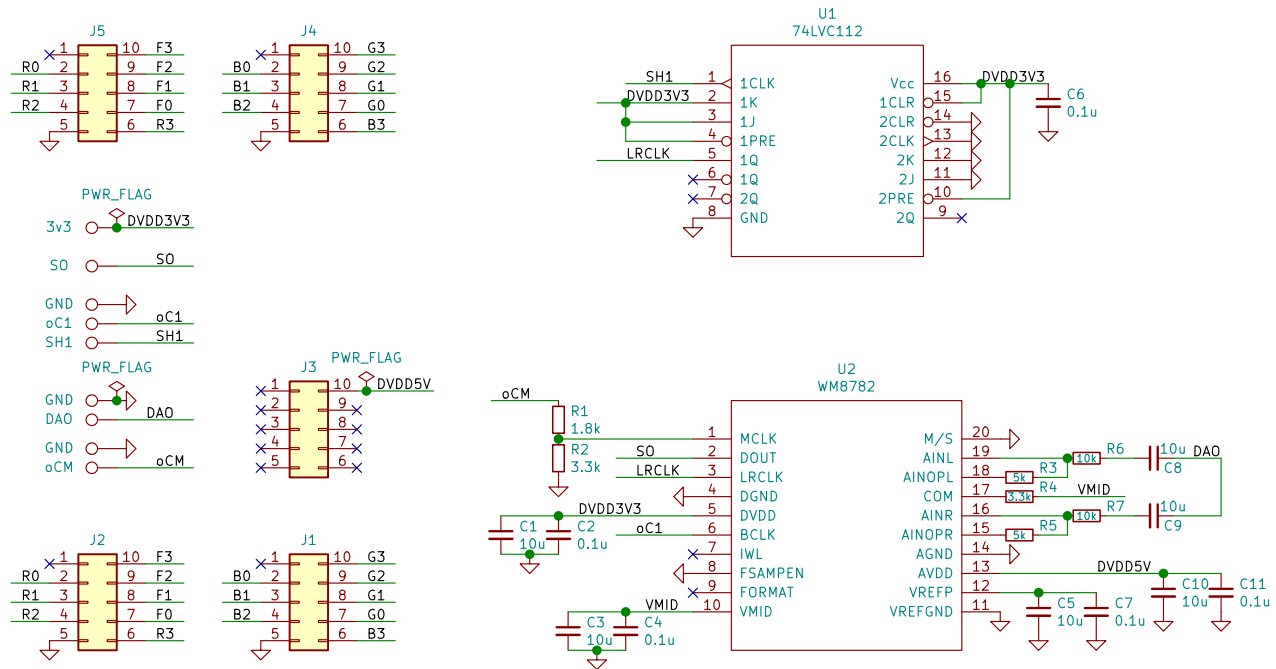 J5
1 10 F3
R0 2 9 F2
R1 3 8 F1
R2 4 7 F0
5 6 R3
J4
1 10 G3
B0 2 9 G2
B1 3 8 G1
B2 4 7 G0
5 6 B3
U1
74LVC112
SH1 1 1CLK Vcc 16 DVDD3V3
DVDD3V3 2 1K 1CLR 15
3 1J 2CLR 14
4 1PRE 2CLK 13
LRCLK 5 1Q 2K 12
6 1Q 2J 11
7 2Q 2PRE 10
8 GND 2Q 9
C6
0.1u
PWR_FLAG
3v3 DVDD3V3
SO SO
GND
oC1 oC1
SH1 SH1
PWR_FLAG
GND
DAO DAO
GND
oCM oCM
J3
PWR_FLAG
1 10 DVDD5V
2 9
3 8
4 7
5 6
J2
1 10 F3
R0 2 9 F2
R1 3 8 F1
R2 4 7 F0
5 6 R3
J1
1 10 G3
B0 2 9 G2
B1 3 8 G1
B2 4 7 G0
5 6 B3
U2
WM8782
oCM
R1
1.8k
R2
3.3k
1 MCLK M/S 20
SO 2 DOUT AINL 19
LRCLK 3 LRCLK AINOPL 18
4 DGND COM 17
DVDD3V3 5 DVDD AINR 16
oC1 6 BCLK AINOPR 15
7 IWL AGND 14
8 FSAMPEN AVDD 13 DVDD5V
9 FORMAT VREFP 12
VMID 10 VMID VREFGND 11
C1
10u
C2
0.1u
C3
10u
C4
0.1u
10k R6
10u
C8
DAO
5k R3
3.3k R4
VMID
10k R7
10u
C9
5k R5
C5
10u
C7
0.1u
C10
10u
C11
0.1u